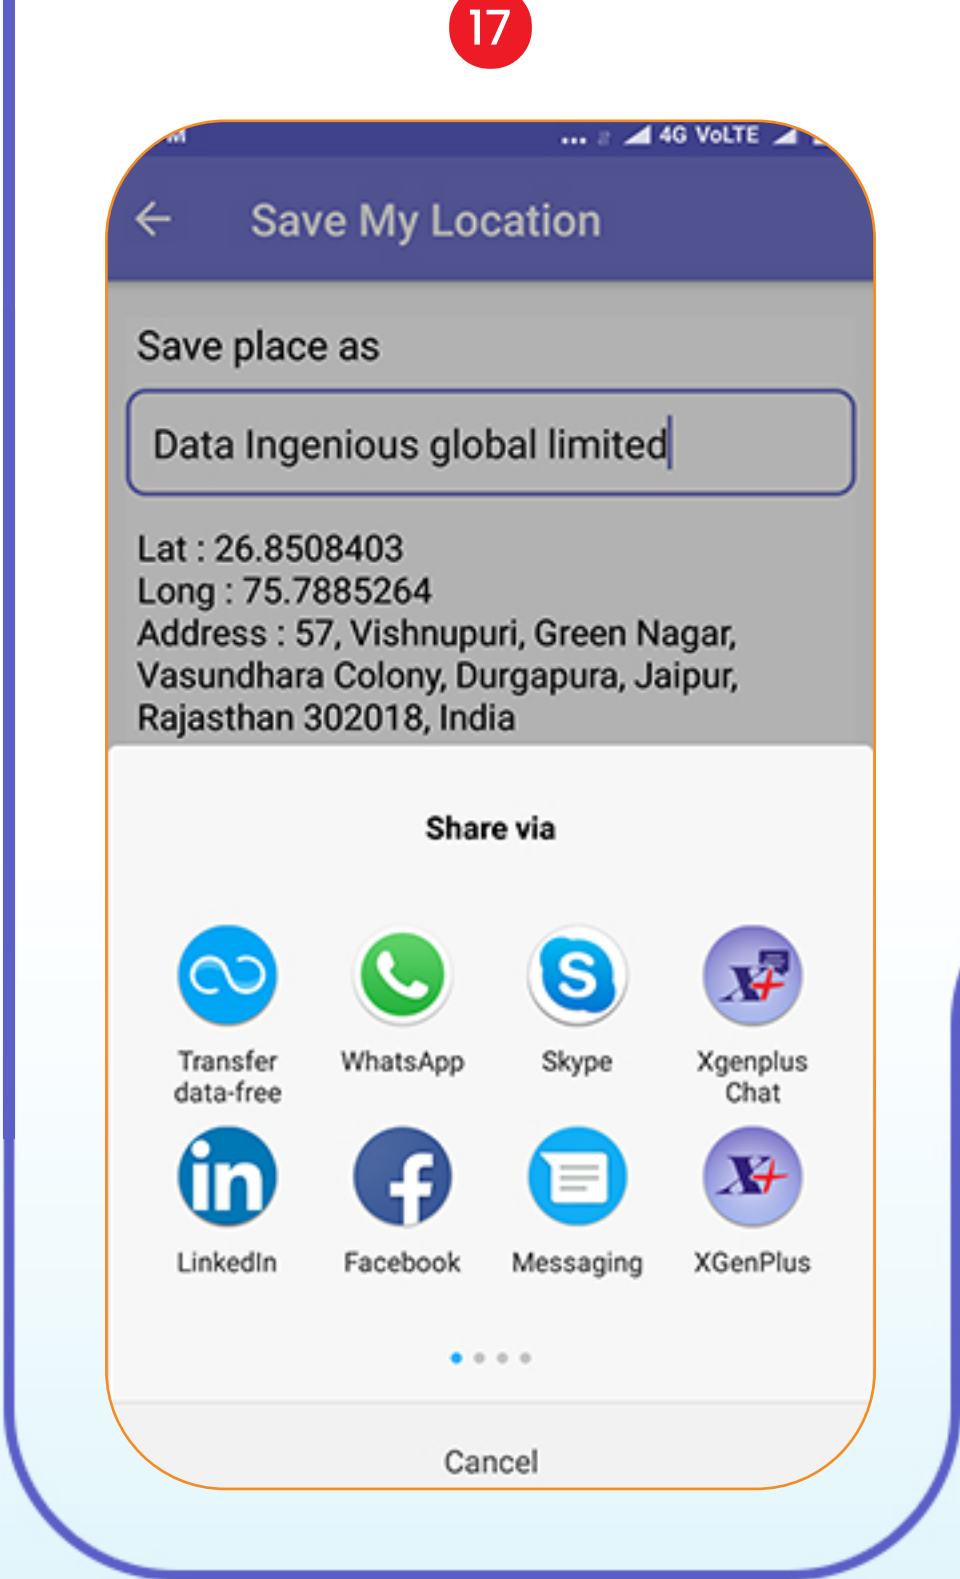 17
4G VoLTE
Save My Location
Save place as
Data Ingenious global limited
Lat : 26.8508403
Long : 75.7885264
Address : 57, Vishnupuri, Green Nagar,
Vasundhara Colony, Durgapura, Jaipur,
Rajasthan 302018, India
Share via
Transfer WhatsApp Skype Xgenplus
data-free Chat
LinkedIn Facebook Messaging XGenPlus
Cancel